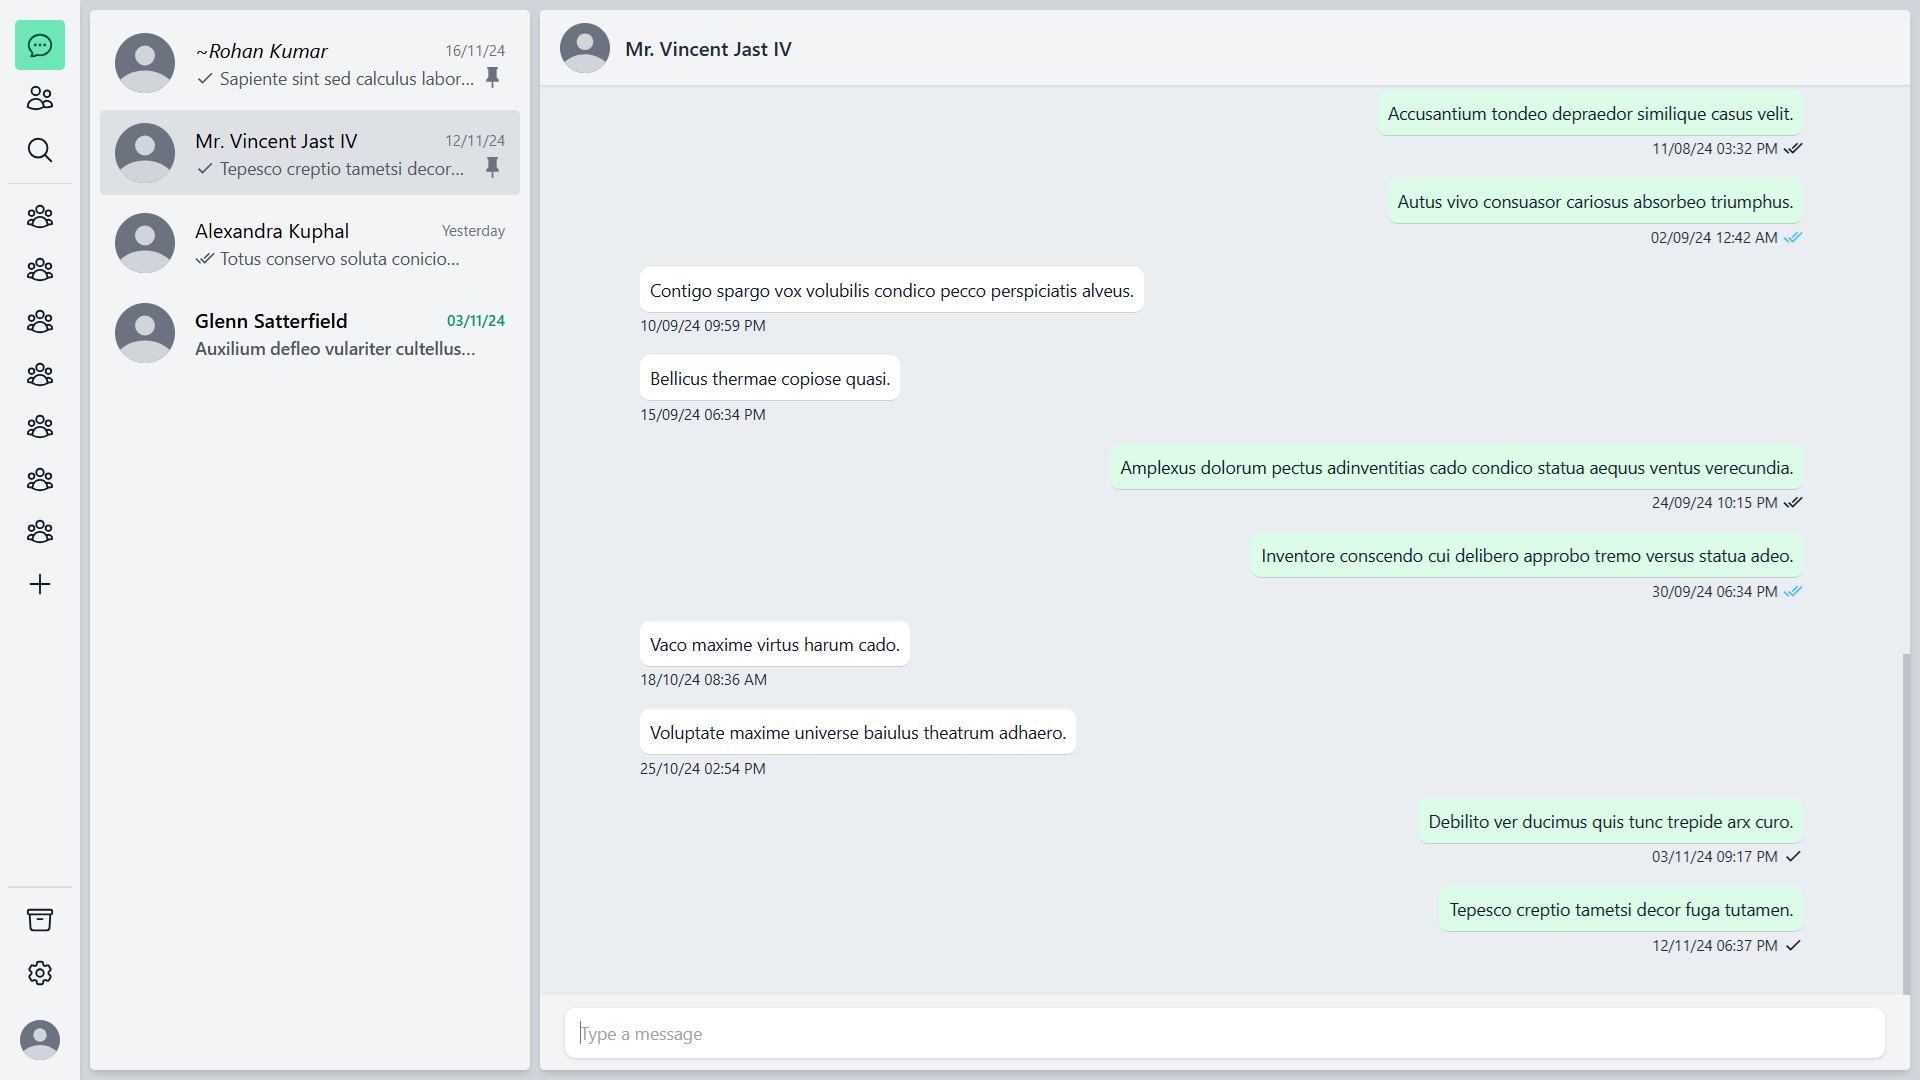 ~Rohan Kumar
16/11/24
Sapiente sint sed calculus labor...
Mr. Vincent Jast IV
12/11/24
Tepesco creptio tametsi decor...
Alexandra Kuphal
Yesterday
Totus conservo soluta conicio...
Glenn Satterfield
03/11/24
Auxilium defleo vulariter cultellus...
Mr. Vincent Jast IV
Accusantium tondeo depraedor similique casus velit.
11/08/24 03:32 PM
Autus vivo consuasor cariosus absorbeo triumphus.
02/09/24 12:42 AM
Contigo spargo vox volubilis condico pecco perspiciatis alveus.
10/09/24 09:59 PM
Bellicus thermae copiose quasi.
15/09/24 06:34 PM
Amplexus dolorum pectus adinventitias cado condico statua aequus ventus verecundia.
24/09/24 10:15 PM
Inventore conscendo cui delibero approbo tremo versus statua adeo.
30/09/24 06:34 PM
Vaco maxime virtus harum cado.
18/10/24 08:36 AM
Voluptate maxime universe baiulus theatrum adhaero.
25/10/24 02:54 PM
Debilito ver ducimus quis tunc trepide arx curo.
03/11/24 09:17 PM
Tepesco creptio tametsi decor fuga tutamen.
12/11/24 06:37 PM
Type a message